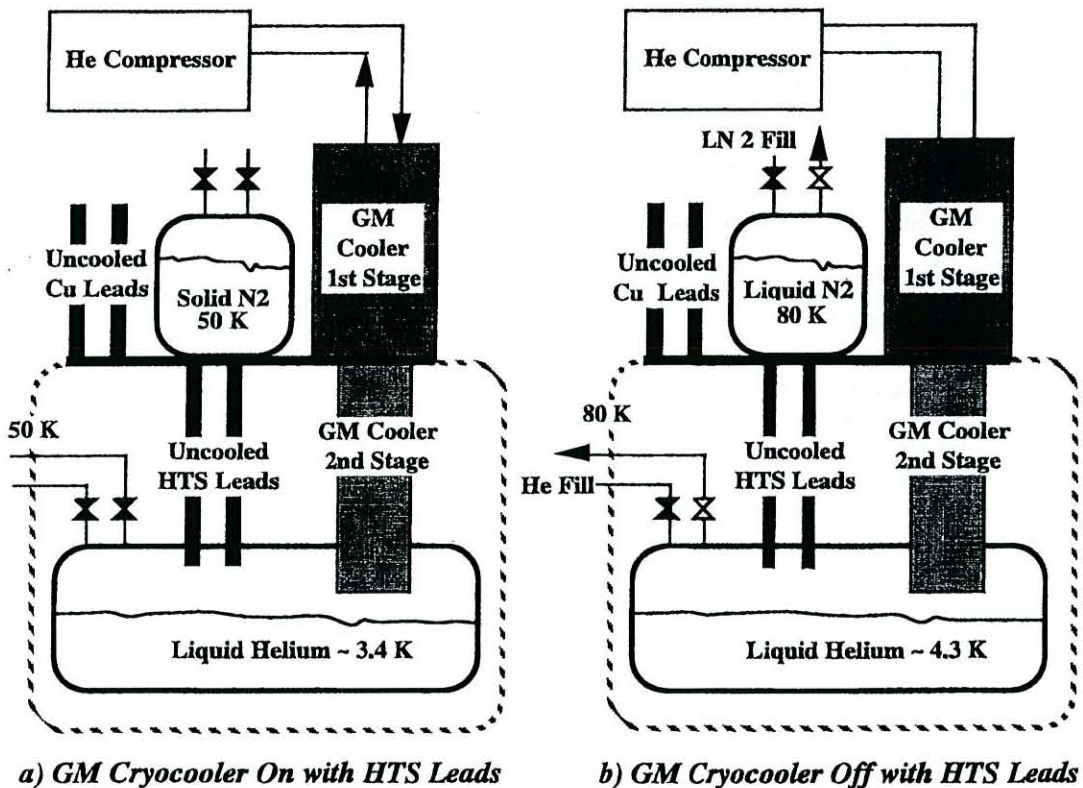 He Compressor
GM
Cooler
1st Stage
Uncooled
Cu Leads
Solid N2
50 K
50 K
Uncooled
HTS Leads
GM Cooler
2nd Stage
Liquid Helium ~ 3.4 K
a) GM Cryocooler On with HTS Leads
He Compressor
LN 2 Fill
GM
Cooler
1st Stage
Uncooled
Cu Leads
Liquid N2
80 K
80 K
He Fill
Uncooled
HTS Leads
GM Cooler
2nd Stage
Liquid Helium ~ 4.3 K
b) GM Cryocooler Off with HTS Leads